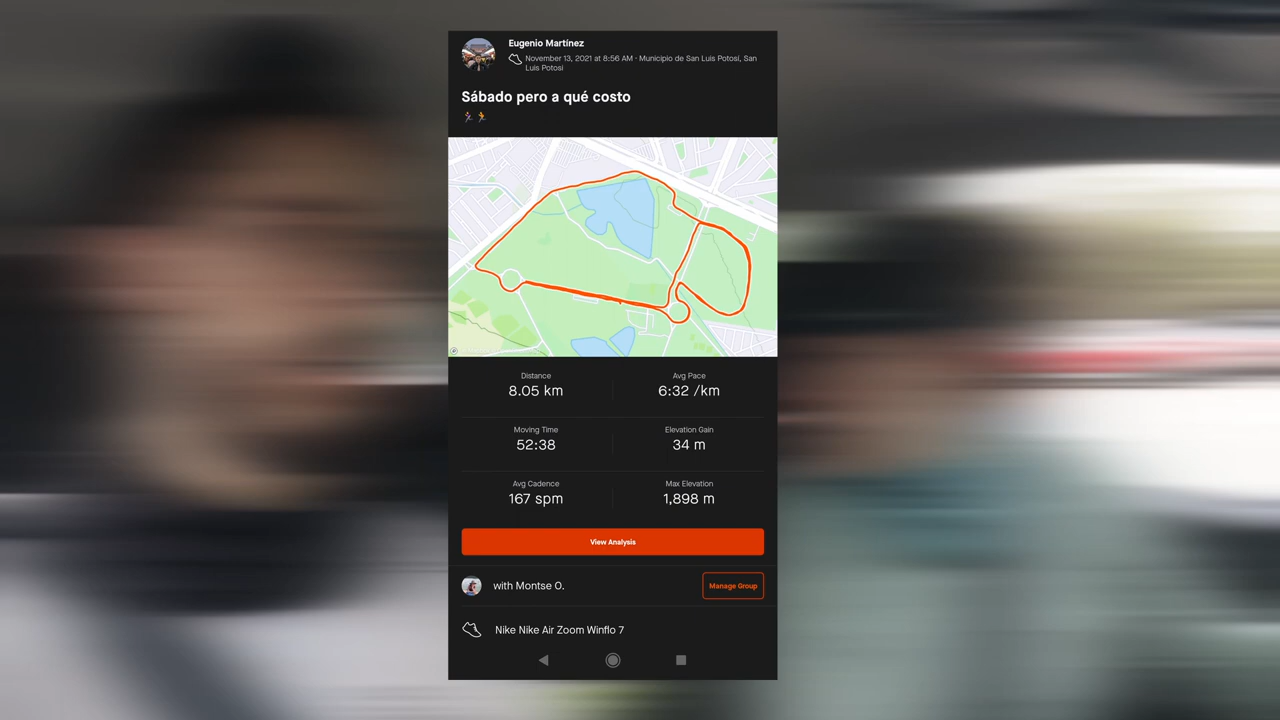 Eugenio Martínez
November 13, 2021 at 8:56 AM · Municipio de San Luis Potosí, San
Luis Potosi
Sábado pero a qué costo
Distance
8.05 km
Avg Pace
6:32 /km
Moving Time
52:38
Elevation Gain
34 m
Avg Cadence
167 spm
Max Elevation
1,898 m
View Analysis
with Montse O.
Manage Group
Nike Nike Air Zoom Winflo 7